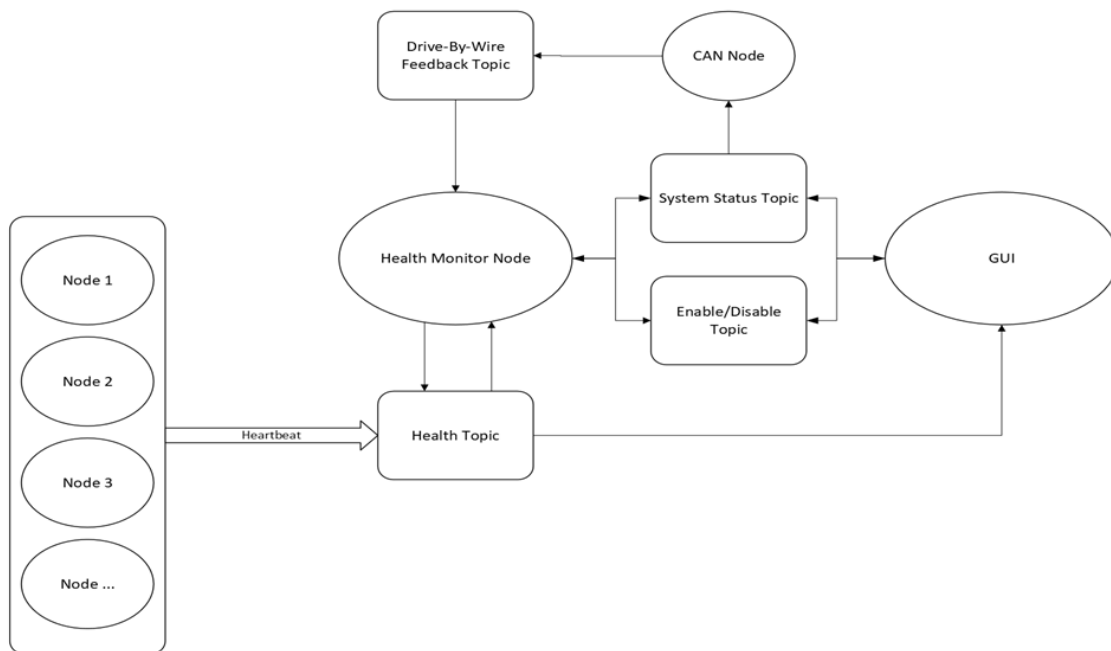 Drive-By-Wire
Feedback Topic
CAN Node
System Status Topic
Health Monitor Node
GUI
Enable/Disable
Topic
Node 1
Node 2
Node 3
Node ...
Heartbeat
Health Topic